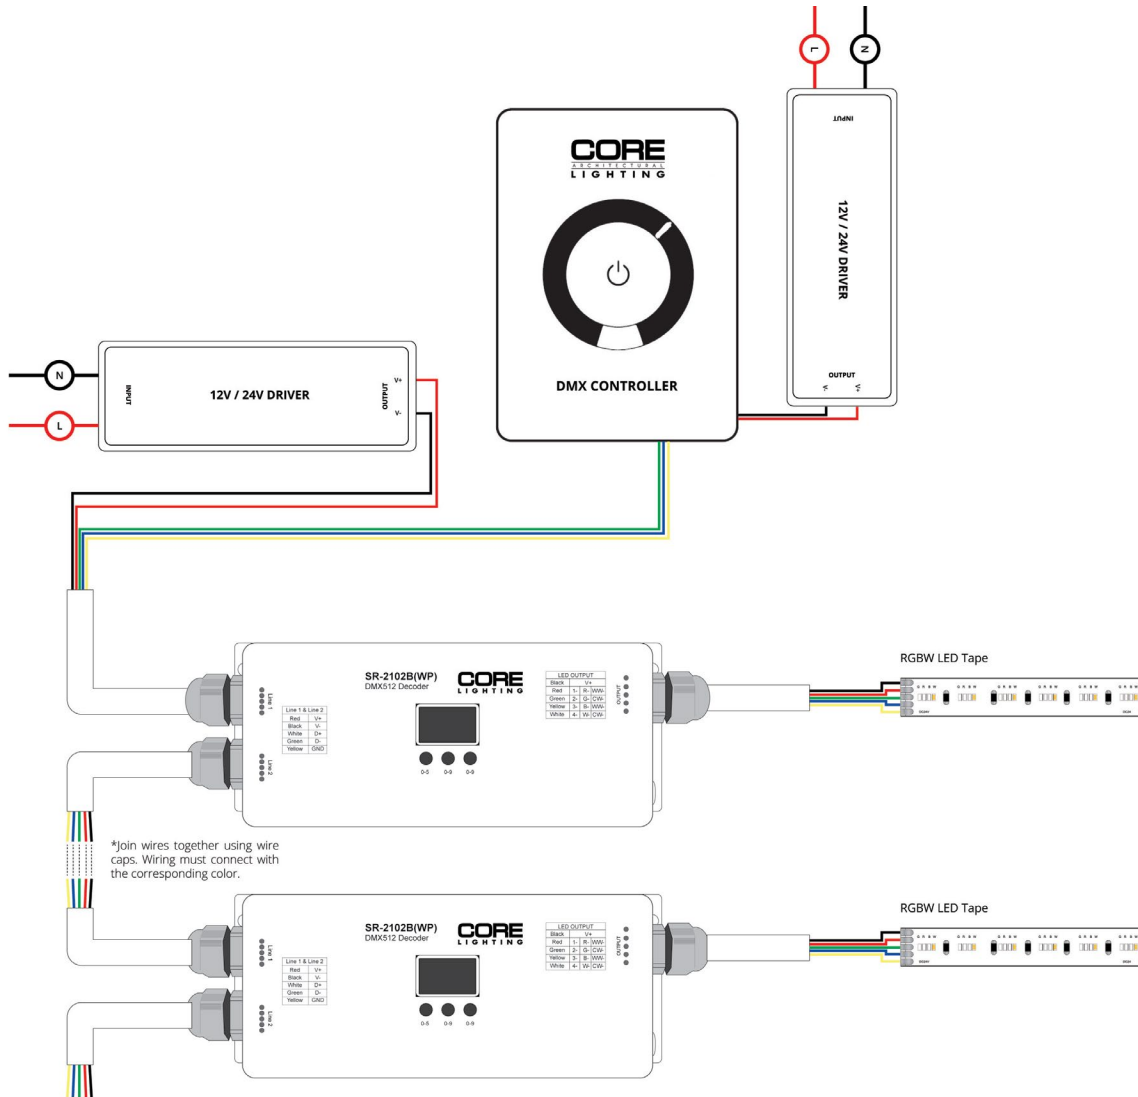 L
N
INPUT
12V / 24V DRIVER
OUTPUT
V-
V+
CORE
ARCHITECTURAL
LIGHTING
DMX CONTROLLER
N
L
INPUT
12V / 24V DRIVER
OUTPUT
V+
V-
SR-2102B(WP)
DMX512 Decoder
CORE
LIGHTING
Line 1
Line 2
Line 1 & Line 2
Red V+
Black V-
White D+
Green D-
Yellow GND
0-5 0-9 0-9
LED OUTPUT
Black V+
Red 1- R- WW-
Green 2- G- CW-
Yellow 3- B- WW-
White 4- W- CW-
OUTPUT
RGBW LED Tape
G R B W G R B W G R B W G R B W G R B W
*Join wires together using wire
caps. Wiring must connect with
the corresponding color.
SR-2102B(WP)
DMX512 Decoder
CORE
LIGHTING
Line 1
Line 2
Line 1 & Line 2
Red V+
Black V-
White D+
Green D-
Yellow GND
0-5 0-9 0-9
LED OUTPUT
Black V+
Red 1- R- WW-
Green 2- G- CW-
Yellow 3- B- WW-
White 4- W- CW-
OUTPUT
RGBW LED Tape
G R B W G R B W G R B W G R B W G R B W